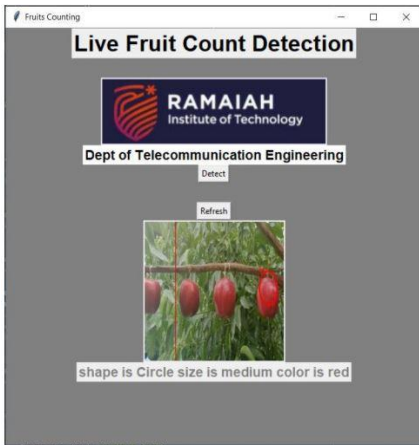 Fruits Counting
Live Fruit Count Detection
RAMAIAH
Institute of Technology
Dept of Telecommunication Engineering
Detect
Refresh
shape is Circle size is medium color is red